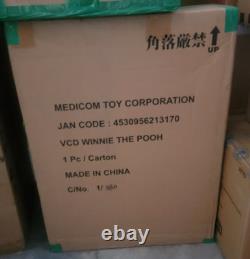 角落厳禁
UP
MEDICOM TOY CORPORATION
JAN CODE : 4530956213170
VCD WINNIE THE POOH
1 Pc / Carton
MADE IN CHINA
C/No. 1/